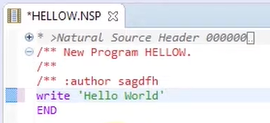 *HELLOW.NSP
* >Natural Source Header 000000
/** New Program HELLOW.
/**
/** :author sagdfh
write 'Hello World'
END